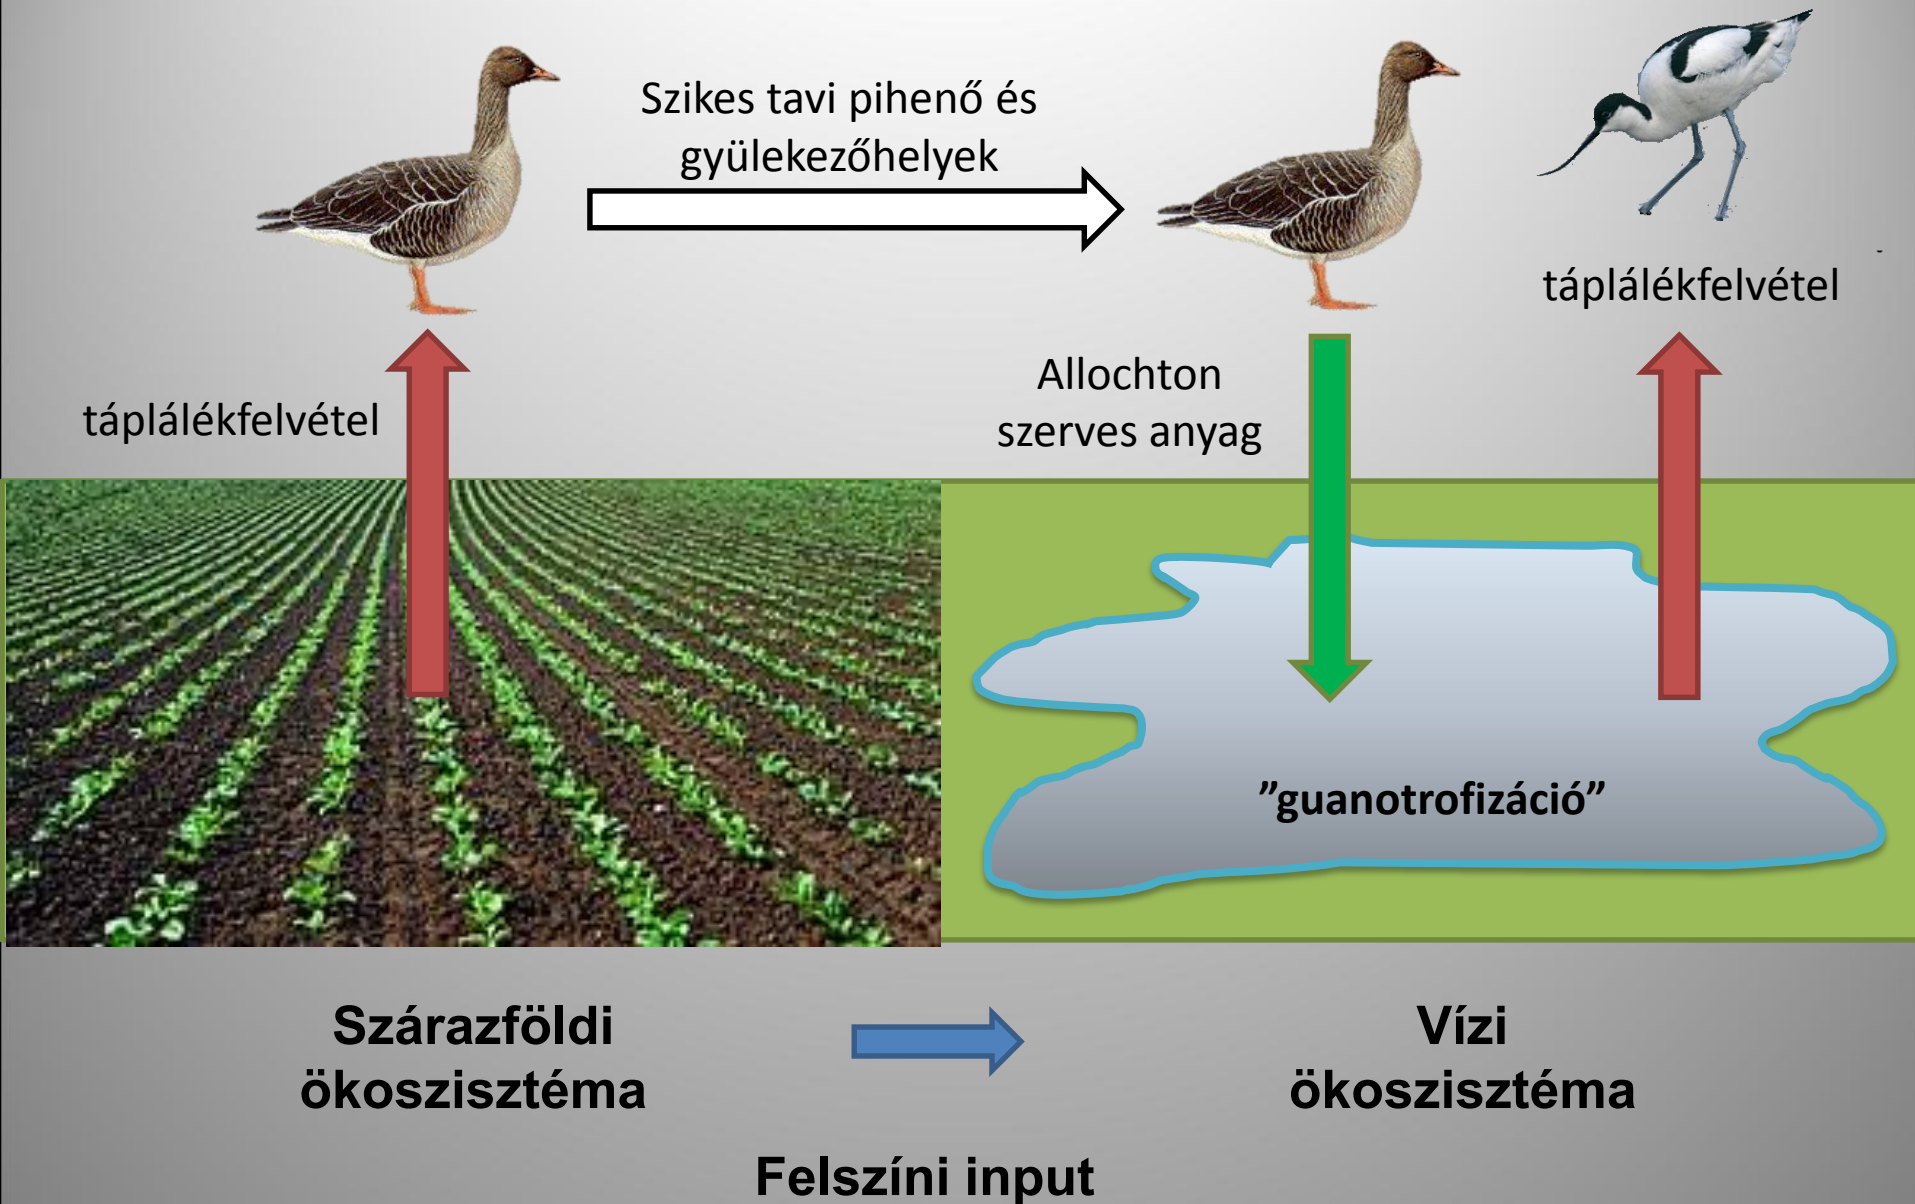 Szikes tavi pihenő és
gyülekezőhelyek
táplálékfelvétel
Allochton
szerves anyag
táplálékfelvétel
”guanotrofizáció”
Szárazföldi
ökoszisztéma
Vízi
ökoszisztéma
Felszíni input